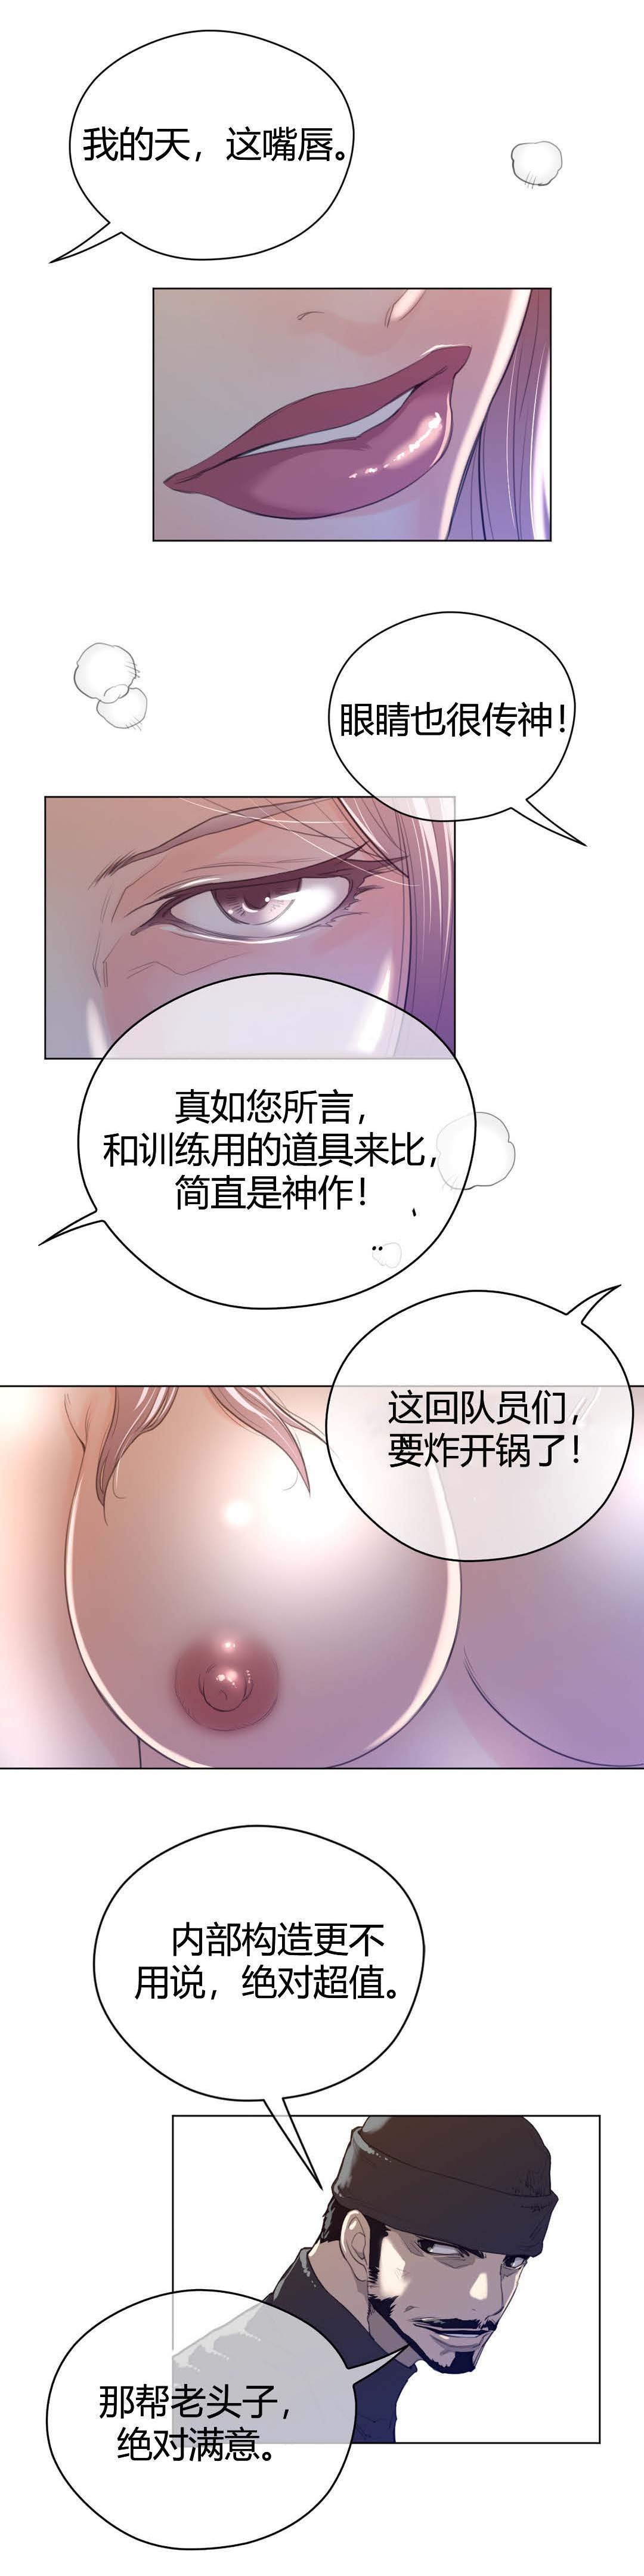 我的天，这嘴唇。
眼睛也很传神！
真如您所言，
和训练用的道具来比，
简直是神作！
这回队员们，
要炸开锅了！
内部构造更不
用说，绝对超值。
那帮老头子，
绝对满意。